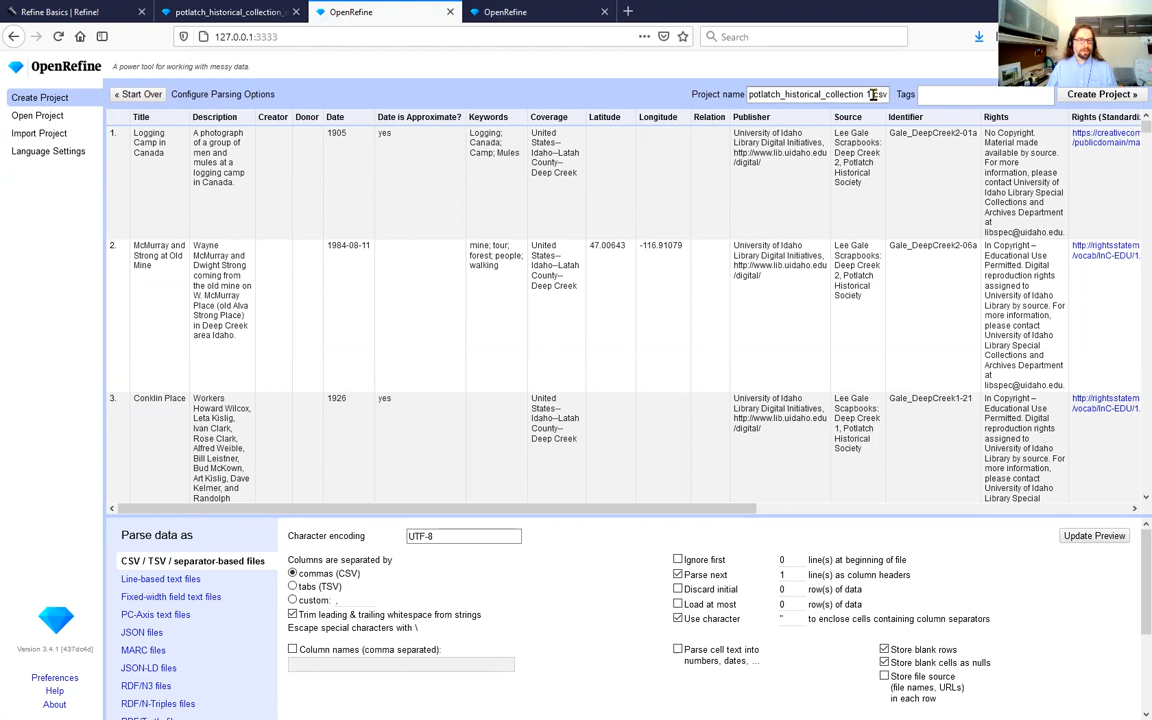 Refine Basics | Refine!
potlatch_historical_collection_
OpenRefine
OpenRefine
127.0.0.1:3333
Search
OpenRefine
A power tool for working with messy data.
Create Project
Open Project
Import Project
Language Settings
« Start Over
Configure Parsing Options
Project name
potlatch_historical_collection 1 csv
Tags
Create Project »
Title Description Creator Donor Date Date is Approximate? Keywords Coverage Latitude Longitude Relation Publisher Source Identifier Rights Rights (Standardi
1.
Logging
Camp in
Canada
A photograph
of a group of
men and
mules at a
logging camp
in Canada.
1905
yes
Logging;
Canada;
Camp; Mules
United
States--
Idaho--Latah
County--
Deep Creek
University of Idaho
Library Digital Initiatives,
http://www.lib.uidaho.edu
/digital/
Lee Gale
Scrapbooks:
Deep Creek
2, Potlatch
Historical
Society
Gale_DeepCreek2-01a
No Copyright.
Material made
available by
source. For
more
information,
please
contact
University of
Idaho Library
Special
Collections and
Archives
Department
at
libspec@uidaho.edu.
https://creativecom
/publicdomain/ma
2.
McMurray and
Strong at Old
Mine
Wayne
McMurray and
Dwight Strong
coming from
the old mine on
W. McMurray
Place (old Alva
Strong Place)
in Deep Creek
area Idaho.
1984-08-11
mine; tour;
forest; people;
walking
United
States--
Idaho--Latah
County--
Deep Creek
47.00643
-116.91079
University of Idaho
Library Digital Initiatives,
http://www.lib.uidaho.edu
/digital/
Lee Gale
Scrapbooks:
Deep Creek
2, Potlatch
Historical
Society
Gale_DeepCreek2-06a
In Copyright –
Educational Use
Permitted. Digital
reproduction rights
assigned to
University of Idaho
Library by source. For
more information,
please contact
University of Idaho
Library Special
Collections and
Archives Department
at
libspec@uidaho.edu.
http://rightsstatem
/vocab/InC-EDU/1.
3.
Conklin Place
Workers
Howard Wilcox,
Leta Kislig,
Ivan Clark,
Rose Clark,
Alfred Weible,
Bill Leistner,
Bud McKown,
Art Kislig, Dave
Kelmer, and
Randolph
1926
yes
United
States--
Idaho--Latah
County--
Deep Creek
University of Idaho
Library Digital Initiatives,
http://www.lib.uidaho.edu
/digital/
Lee Gale
Scrapbooks:
Deep Creek
1, Potlatch
Historical
Society
Gale_DeepCreek1-21
In Copyright –
Educational Use
Permitted. Digital
reproduction rights
assigned to
University of Idaho
Library by source. For
more information,
please contact
University of Idaho
Library Special
http://rightsstatem
/vocab/InC-EDU/1.
Parse data as
CSV / TSV / separator-based files
Line-based text files
Fixed-width field text files
PC-Axis text files
JSON files
MARC files
JSON-LD files
RDF/N3 files
RDF/N-Triples files
Character encoding
UTF-8
Update Preview
Columns are separated by
commas (CSV)
tabs (TSV)
custom: ,
Trim leading & trailing whitespace from strings
Escape special characters with \
Column names (comma separated):
Ignore first 0 line(s) at beginning of file
Parse next 1 line(s) as column headers
Discard initial 0 row(s) of data
Load at most 0 row(s) of data
Use character " to enclose cells containing column separators
Parse cell text into
numbers, dates, ...
Store blank rows
Store blank cells as nulls
Store file source
(file names, URLs)
in each row
Version 3.4.1 [437dc4d]
Preferences
Help
About